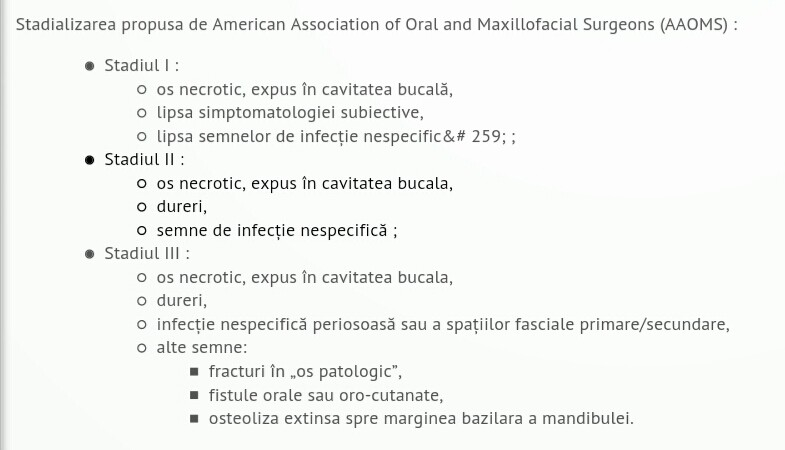 Stadializarea propusa de American Association of Oral and Maxillofacial Surgeons (AAOMS) :
Stadiul I :
os necrotic, expus în cavitatea bucală,
lipsa simptomatologiei subiective,
lipsa semnelor de infecție nespecific&# 259; ;
Stadiul II :
os necrotic, expus în cavitatea bucala,
dureri,
semne de infecție nespecifică ;
Stadiul III :
os necrotic, expus în cavitatea bucala,
dureri,
infecție nespecifică periosoasă sau a spațiilor fasciale primare/secundare,
alte semne:
fracturi în „os patologic”,
fistule orale sau oro-cutanate,
osteoliza extinsa spre marginea bazilara a mandibulei.